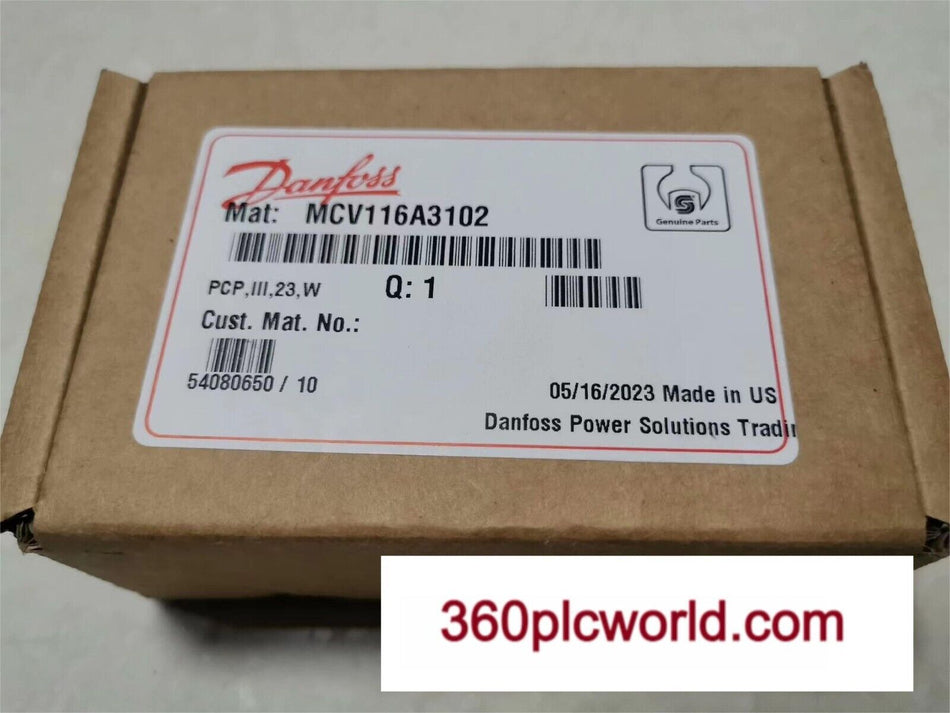 Danfoss
Mat: MCV116A3102
Genuine Parts
PCP,III,23,W
Q: 1
Cust. Mat. No.:
54080650 / 10
05/16/2023 Made in US
Danfoss Power Solutions Tradi
360plcworld.com